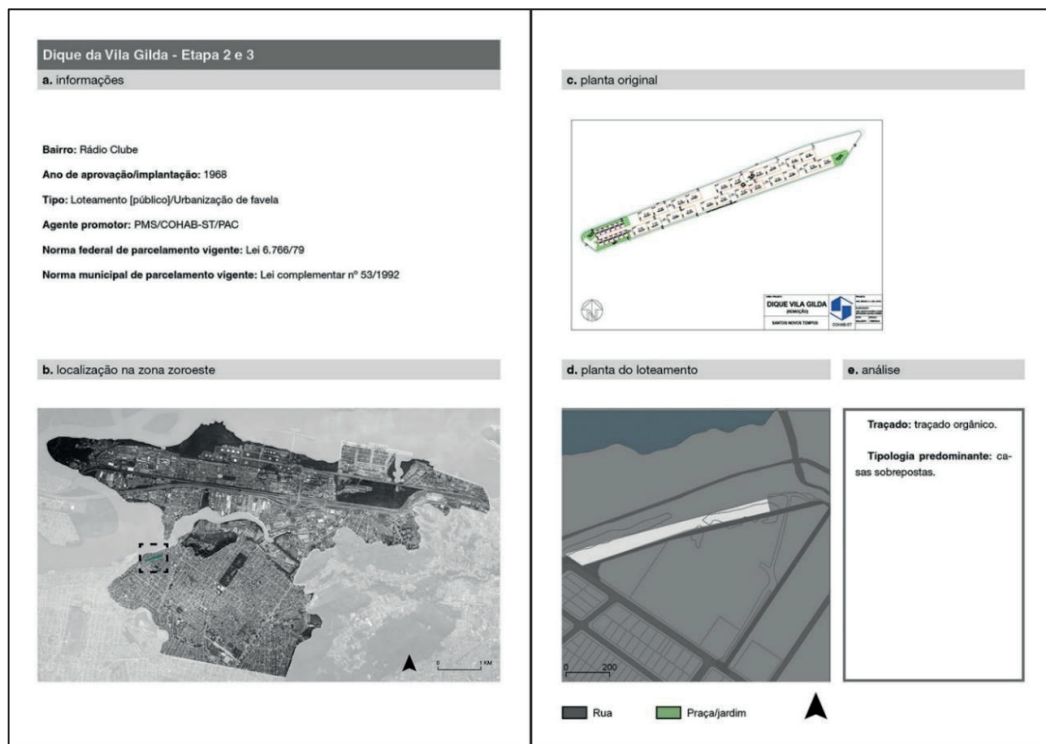 Dique da Vila Gilda - Etapa 2 e 3
a. informações
Bairro: Rádio Clube
Ano de aprovação/implantação: 1968
Tipo: Loteamento [público]/Urbanização de favela
Agente promotor: PMS/COHAB-ST/PAC
Norma federal de parcelamento vigente: Lei 6.766/79
Norma municipal de parcelamento vigente: Lei complementar nº 53/1992
b. localização na zona zoroeste
0 1 KM
c. planta original
DIQUE VILA GILDA
(REMOÇÃO)
SANTOS NOVOS TEMPOS
COHAB-ST
d. planta do loteamento
0 200
Rua
Praça/jardim
e. análise
Traçado: traçado orgânico.
Tipologia predominante: ca-
sas sobrepostas.